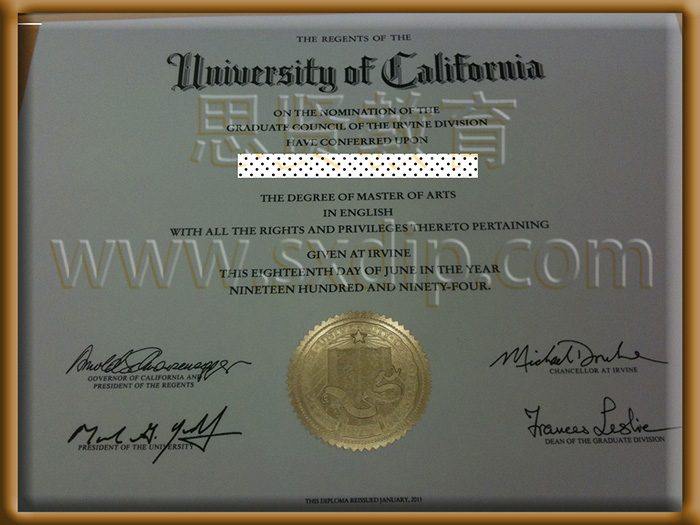 THE REGENTS OF THE
University of California
思贤教育
ON THE NOMINATION OF THE
GRADUATE COUNCIL OF THE IRVINE DIVISION
HAVE CONFERRED UPON
THE DEGREE OF MASTER OF ARTS
IN ENGLISH
WITH ALL THE RIGHTS AND PRIVILEGES THERETO PERTAINING
www.sxdip.com
GIVEN AT IRVINE
THIS EIGHTEENTH DAY OF JUNE IN THE YEAR
NINETEEN HUNDRED AND NINETY-FOUR.
GOVERNOR OF CALIFORNIA AND
PRESIDENT OF THE REGENTS
CHANCELLOR AT IRVINE
PRESIDENT OF THE UNIVERSITY
Frances Leslie
DEAN OF THE GRADUATE DIVISION
THIS DIPLOMA REISSUED JANUARY, 2011